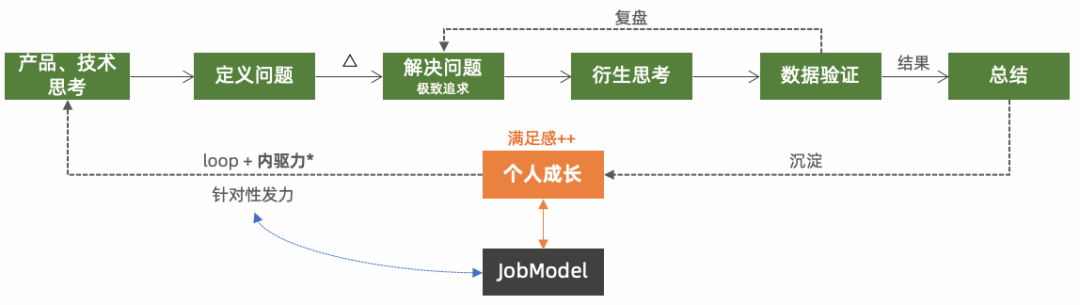 复盘
产品、技术
思考
定义问题
△
解决问题
极致追求
衍生思考
数据验证
结果
总结
满足感++
loop + 内驱力*
个人成长
沉淀
针对性发力
JobModel